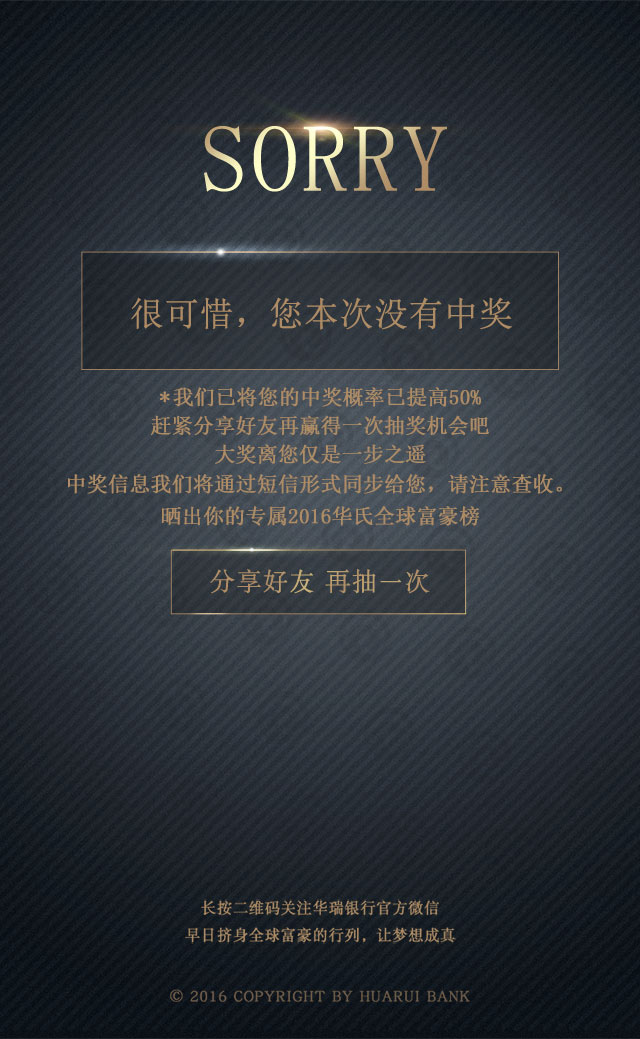 SORRY
很可惜，您本次没有中奖
*我们已将您的中奖概率已提高50%
赶紧分享好友再赢得一次抽奖机会吧
大奖离您仅是一步之遥
中奖信息我们将通过短信形式同步给您，请注意查收。
晒出你的专属2016华氏全球富豪榜
分享好友 再抽一次
长按二维码关注华瑞银行官方微信
早日挤身全球富豪的行列，让梦想成真
© 2016 COPYRIGHT BY HUARUI BANK